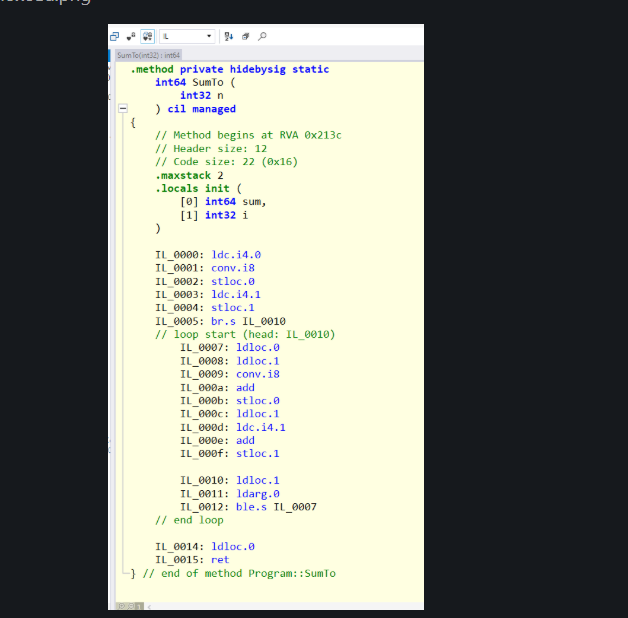 IL
SumTo(int32) : int64
.method private hidebysig static
int64 SumTo (
int32 n
) cil managed
{
// Method begins at RVA 0x213c
// Header size: 12
// Code size: 22 (0x16)
.maxstack 2
.locals init (
[0] int64 sum,
[1] int32 i
)
IL_0000: ldc.i4.0
IL_0001: conv.i8
IL_0002: stloc.0
IL_0003: ldc.i4.1
IL_0004: stloc.1
IL_0005: br.s IL_0010
// loop start (head: IL_0010)
IL_0007: ldloc.0
IL_0008: ldloc.1
IL_0009: conv.i8
IL_000a: add
IL_000b: stloc.0
IL_000c: ldloc.1
IL_000d: ldc.i4.1
IL_000e: add
IL_000f: stloc.1
IL_0010: ldloc.1
IL_0011: ldarg.0
IL_0012: ble.s IL_0007
// end loop
IL_0014: ldloc.0
IL_0015: ret
} // end of method Program::SumTo